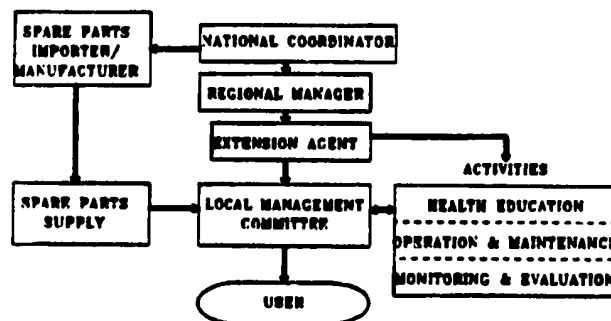 SPARE PARTS
IMPORTER/
MANUFACTURER
NATIONAL COORDINATOR
REGIONAL MANAGER
EXTENSION AGENT
ACTIVITIES
SPARE PARTS
SUPPLY
LOCAL MANAGEMENT
COMMITTEE
HEALTH EDUCATION
OPERATION & MAINTENANCE
MONITORING & EVALUATION
USER